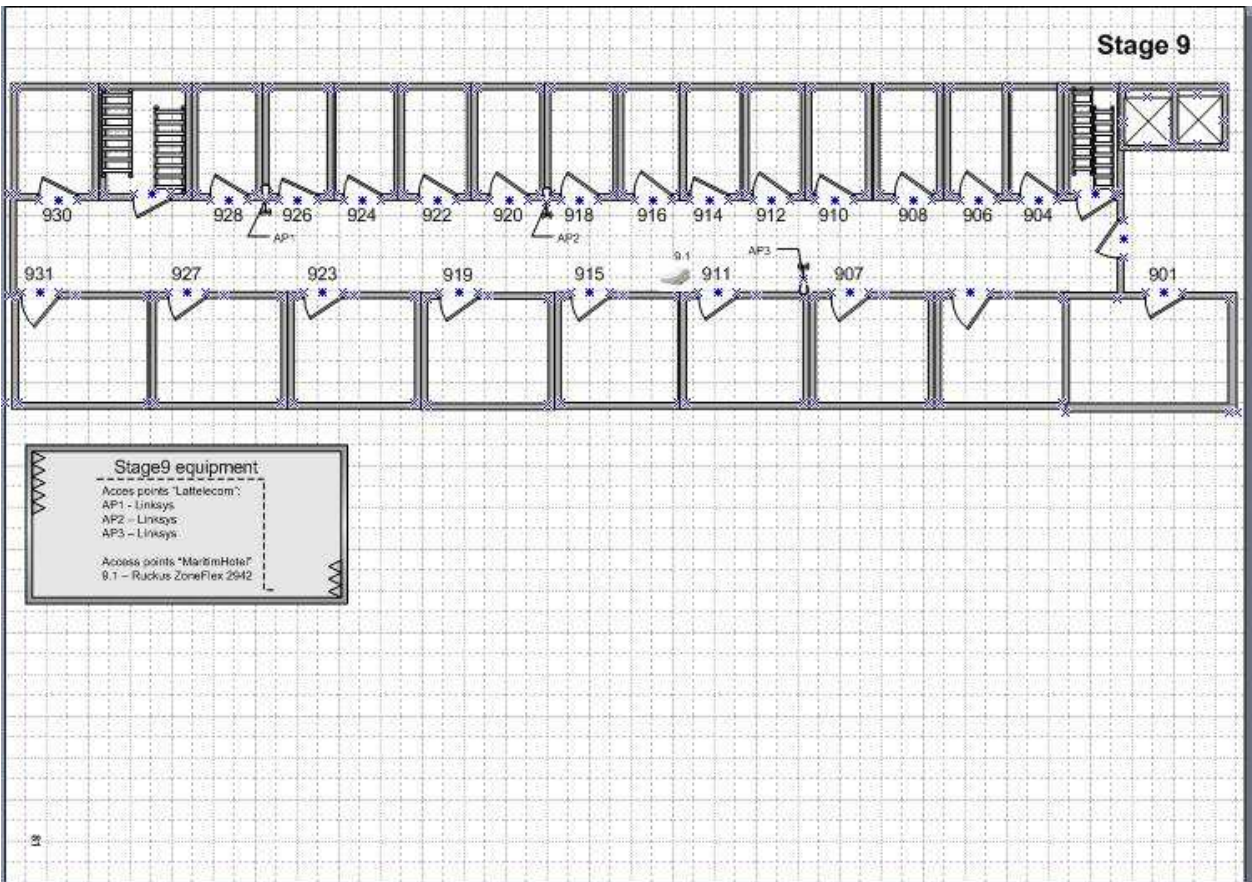 Stage 9
930
928
926
924
922
920
918
916
914
912
910
908
906
904
AP1
AP2
AP3
9.1
931
927
923
919
915
911
907
901
Stage9 equipment
Acces points "Lattelecom":
AP1 - Linksys
AP2 – Linksys
AP3 – Linksys
Access points "MaritimHotel"
9.1 – Ruckus ZoneFlex 2942